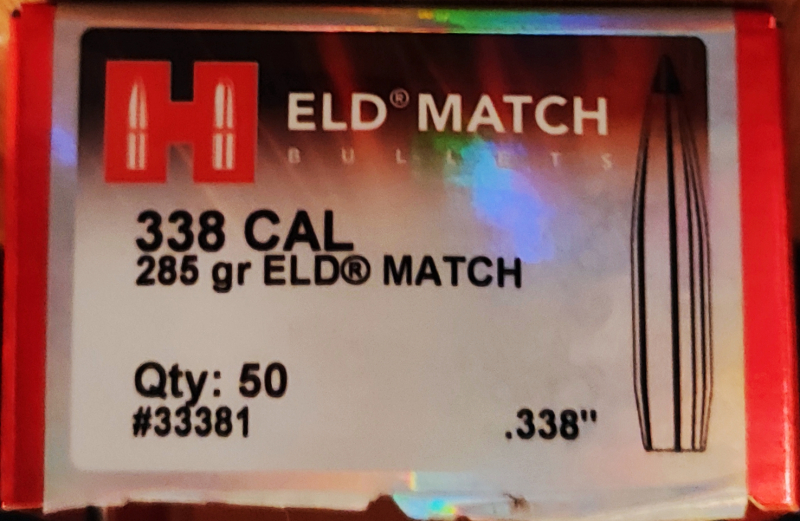 H
ELD® MATCH
BULLETS
338 CAL
285 gr ELD® MATCH
Qty: 50
#33381
.338"